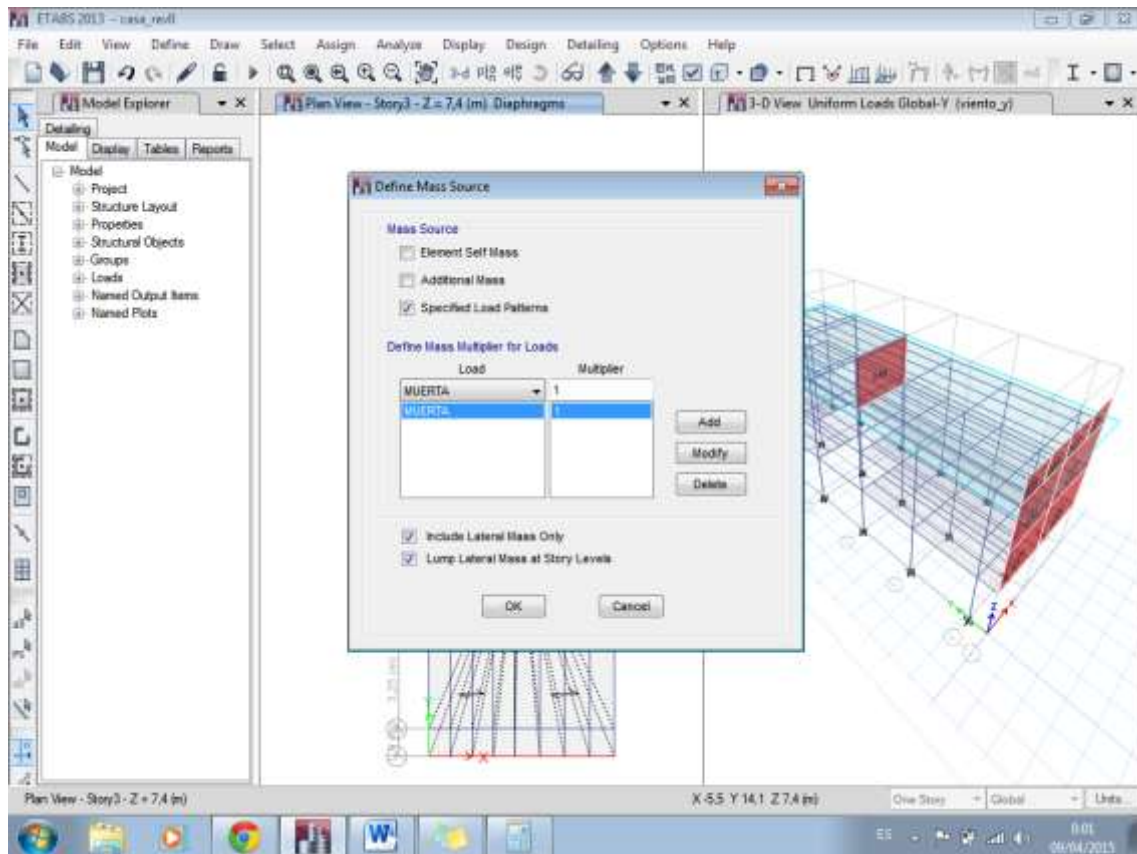 ETABS 2013 - casa_rev8
File Edit View Define Draw Select Assign Analyze Display Design Detailing Options Help
Model Explorer
Plan View - Story3 - Z = 7,4 (m) Diaphragms
3-D View Uniform Loads Global-Y (viento_y)
Detailing
Model Display Tables Reports
Model
Project
Structure Layout
Properties
Structural Objects
Groups
Loads
Named Output Items
Named Plots
Define Mass Source
Mass Source
Element Self Mass
Additional Mass
Specified Load Patterns
Define Mass Multiplier for Loads
Load Multiplier
MUERTA 1
MUERTA 1
Add
Modify
Delete
Include Lateral Mass Only
Lump Lateral Mass at Story Levels
OK Cancel
X
Z
Plan View - Story3 - Z = 7,4 (m)
X -5,5 Y 14,1 Z 7,4 (m)
One Story Global Units
ES
0:01
09/04/2015